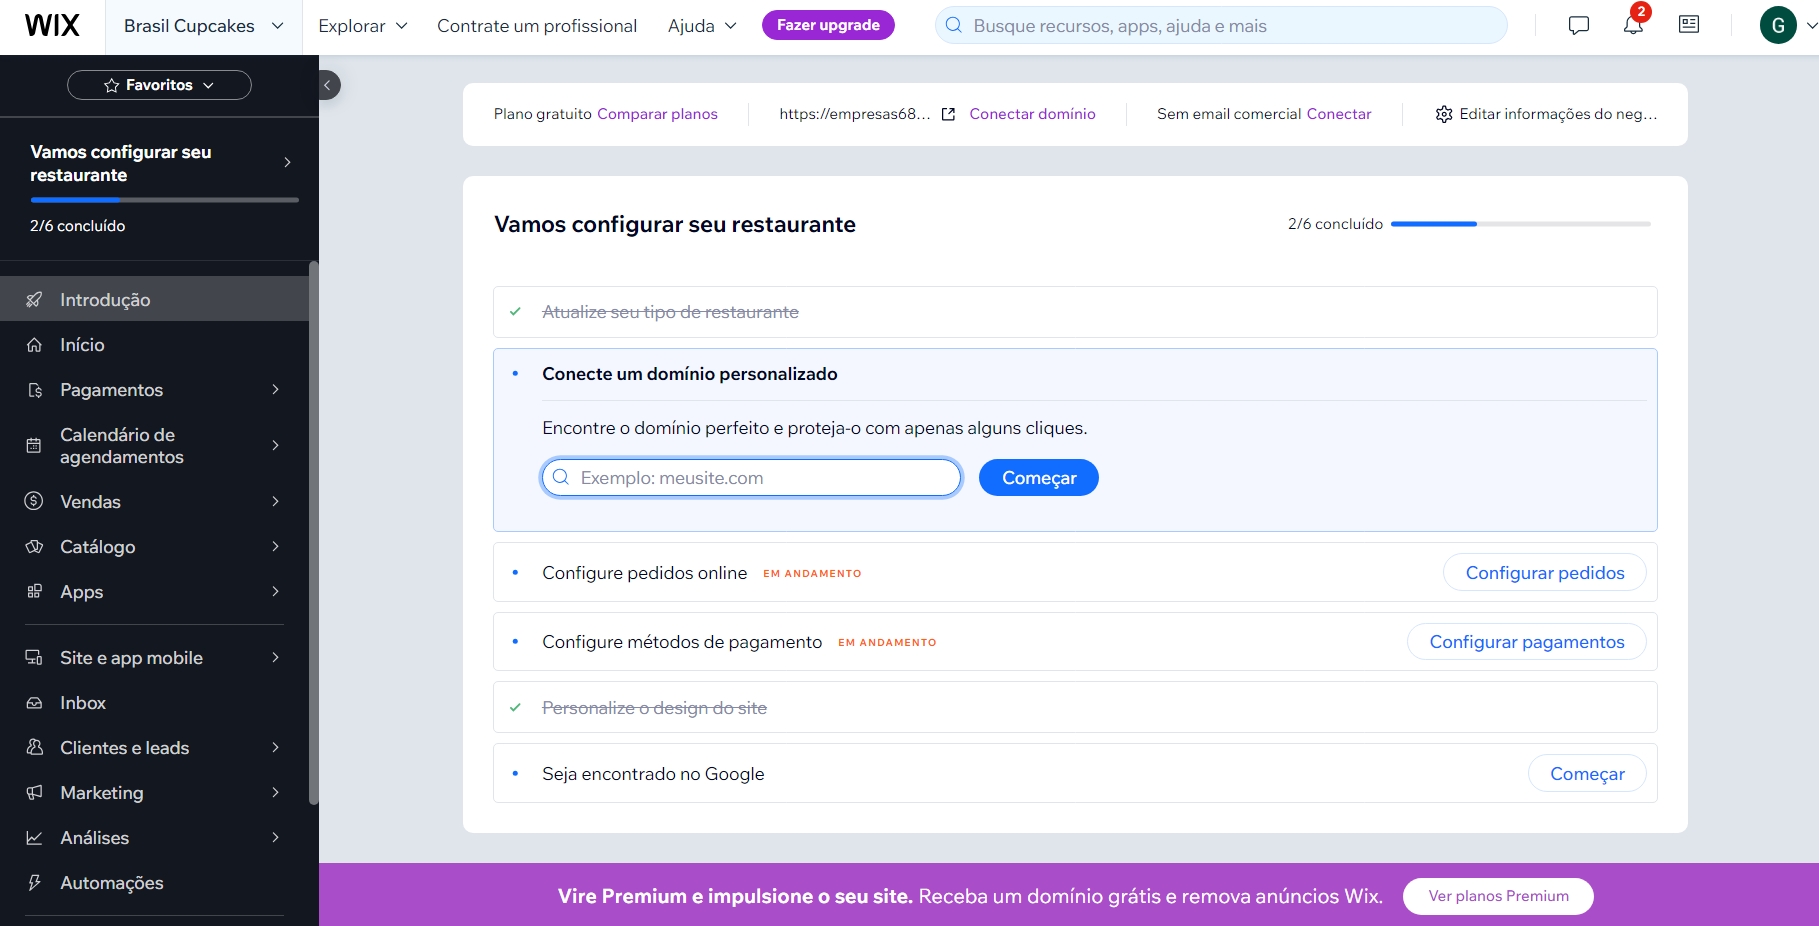 WIX
Brasil Cupcakes
Explorar
Contrate um profissional
Ajuda
Fazer upgrade
Busque recursos, apps, ajuda e mais
2
G
Favoritos
Vamos configurar seu
restaurante
2/6 concluído
Introdução
Início
Pagamentos
Calendário de
agendamentos
Vendas
Catálogo
Apps
Site e app mobile
Inbox
Clientes e leads
Marketing
Análises
Automações
Plano gratuito Comparar planos
https://empresas68... Conectar domínio
Sem email comercial Conectar
Editar informações do neg...
Vamos configurar seu restaurante
2/6 concluído
Atualize seu tipo de restaurante
Conecte um domínio personalizado
Encontre o domínio perfeito e proteja-o com apenas alguns cliques.
Exemplo: meusite.com
Começar
Configure pedidos online EM ANDAMENTO
Configurar pedidos
Configure métodos de pagamento EM ANDAMENTO
Configurar pagamentos
Personalize o design do site
Seja encontrado no Google
Começar
Vire Premium e impulsione o seu site. Receba um domínio grátis e remova anúncios Wix.
Ver planos Premium